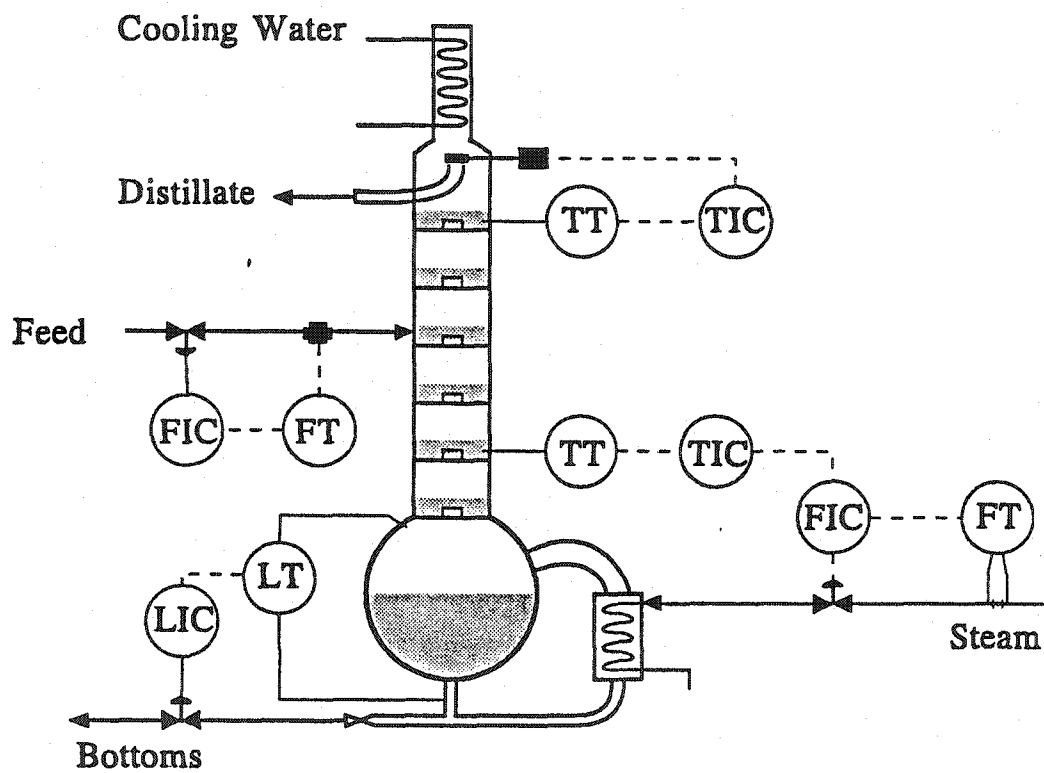 Cooling Water
Distillate
TT
TIC
Feed
FIC
FT
TT
TIC
FIC
FT
LT
LIC
Steam
Bottoms